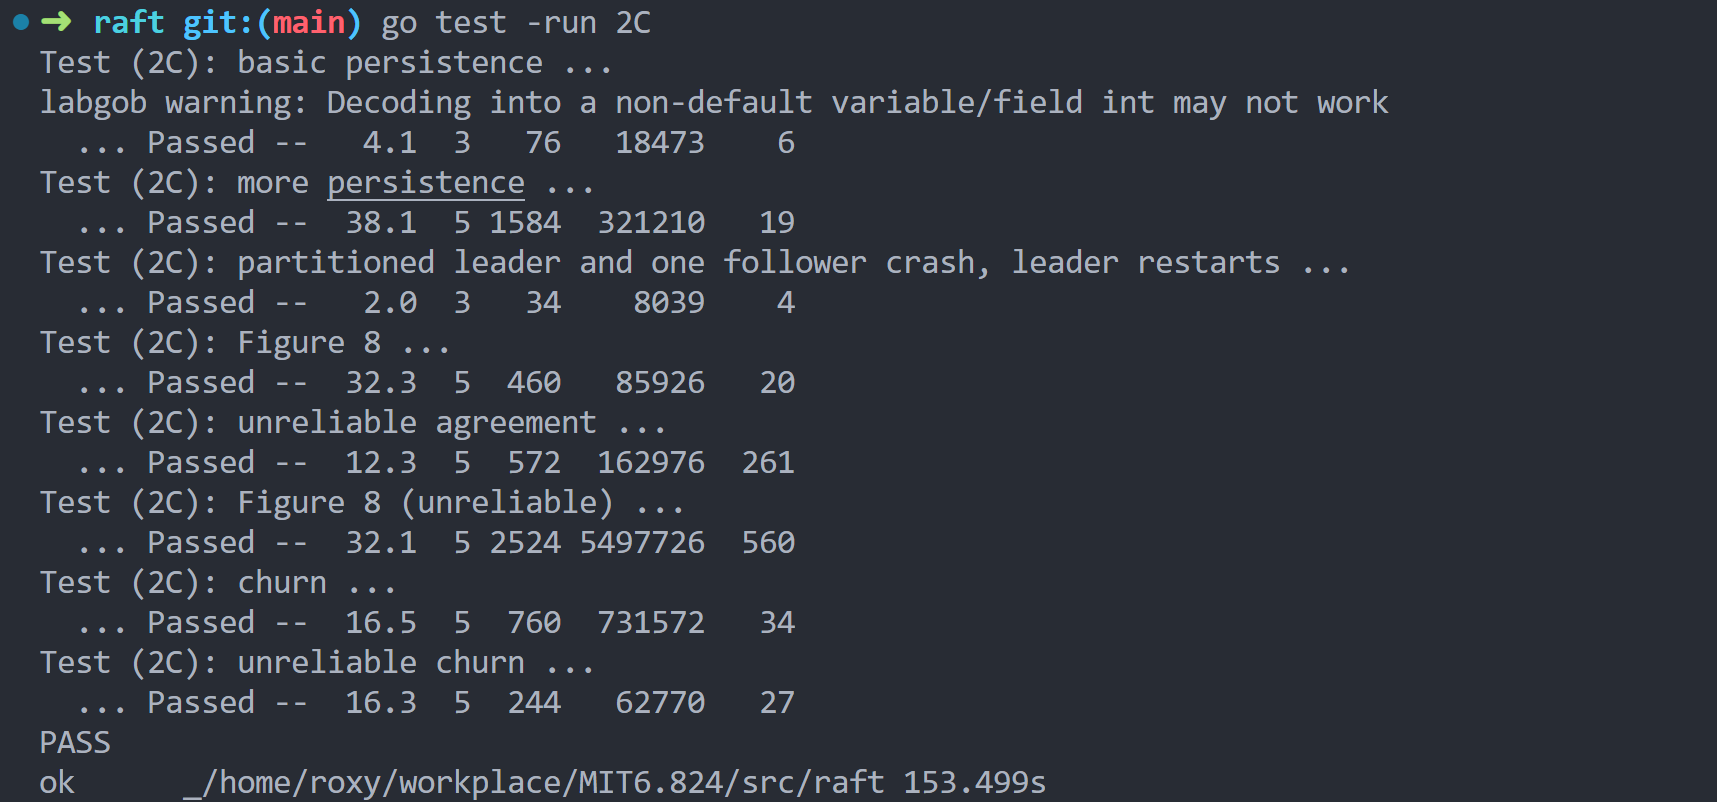 ➜ raft git:(main) go test -run 2C
Test (2C): basic persistence ...
labgob warning: Decoding into a non-default variable/field int may not work
  ... Passed --   4.1  3   76   18473    6
Test (2C): more persistence ...
  ... Passed --  38.1  5 1584  321210   19
Test (2C): partitioned leader and one follower crash, leader restarts ...
  ... Passed --   2.0  3   34    8039    4
Test (2C): Figure 8 ...
  ... Passed --  32.3  5  460   85926   20
Test (2C): unreliable agreement ...
  ... Passed --  12.3  5  572  162976  261
Test (2C): Figure 8 (unreliable) ...
  ... Passed --  32.1  5 2524 5497726  560
Test (2C): churn ...
  ... Passed --  16.5  5  760  731572   34
Test (2C): unreliable churn ...
  ... Passed --  16.3  5  244   62770   27
PASS
ok      _/home/roxy/workplace/MIT6.824/src/raft 153.499s